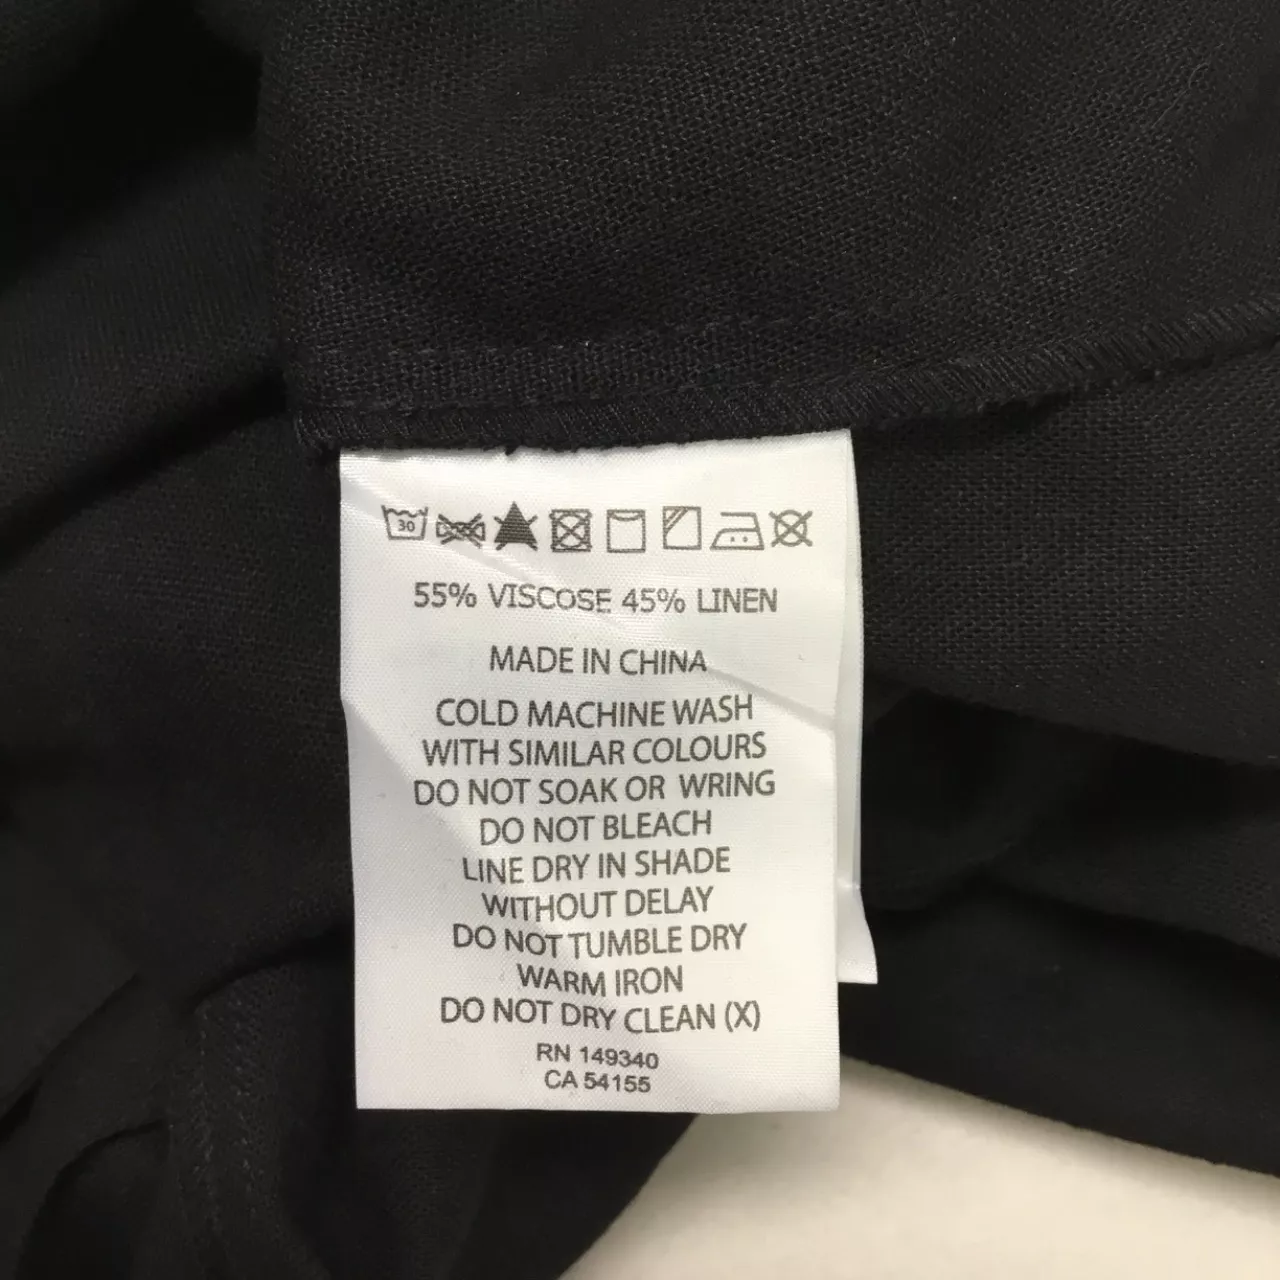 30
55% VISCOSE 45% LINEN
MADE IN CHINA
COLD MACHINE WASH
WITH SIMILAR COLOURS
DO NOT SOAK OR WRING
DO NOT BLEACH
LINE DRY IN SHADE
WITHOUT DELAY
DO NOT TUMBLE DRY
WARM IRON
DO NOT DRY CLEAN (X)
RN 149340
CA 54155